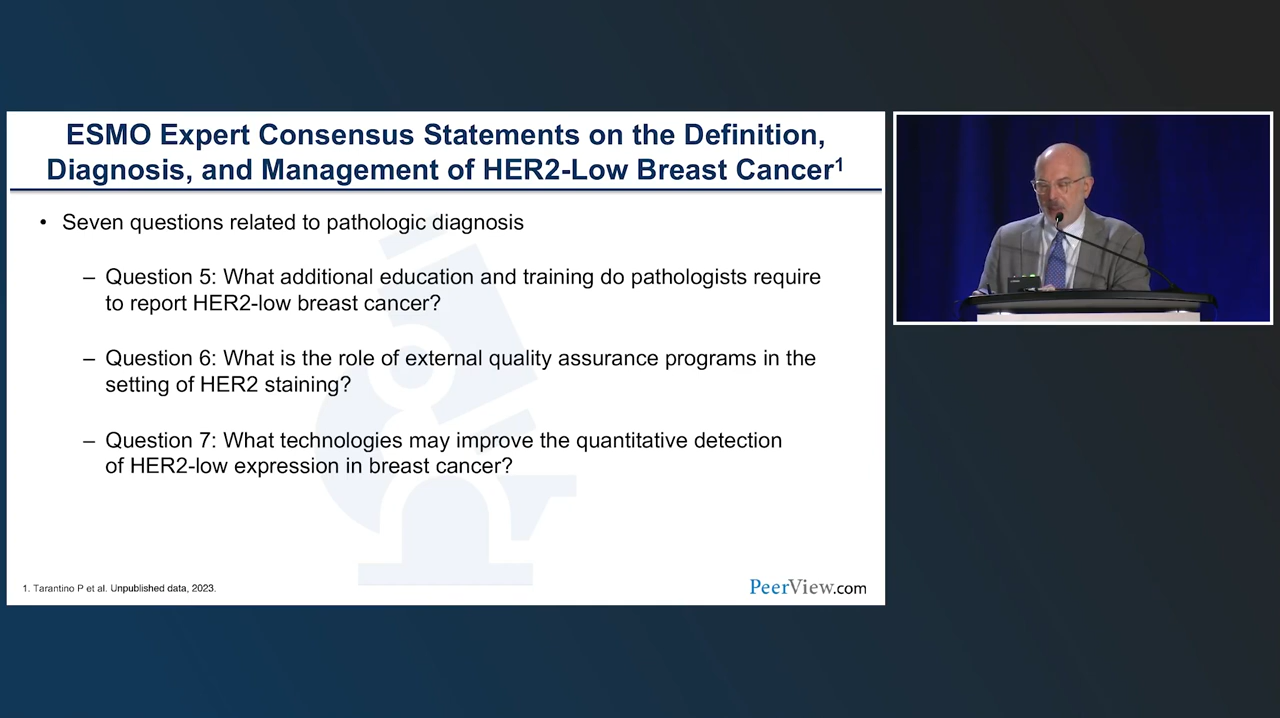 ESMO Expert Consensus Statements on the Definition,
Diagnosis, and Management of HER2-Low Breast Cancer¹
• Seven questions related to pathologic diagnosis
– Question 5: What additional education and training do pathologists require
to report HER2-low breast cancer?
– Question 6: What is the role of external quality assurance programs in the
setting of HER2 staining?
– Question 7: What technologies may improve the quantitative detection
of HER2-low expression in breast cancer?
1. Tarantino P et al. Unpublished data, 2023.
PeerView.com